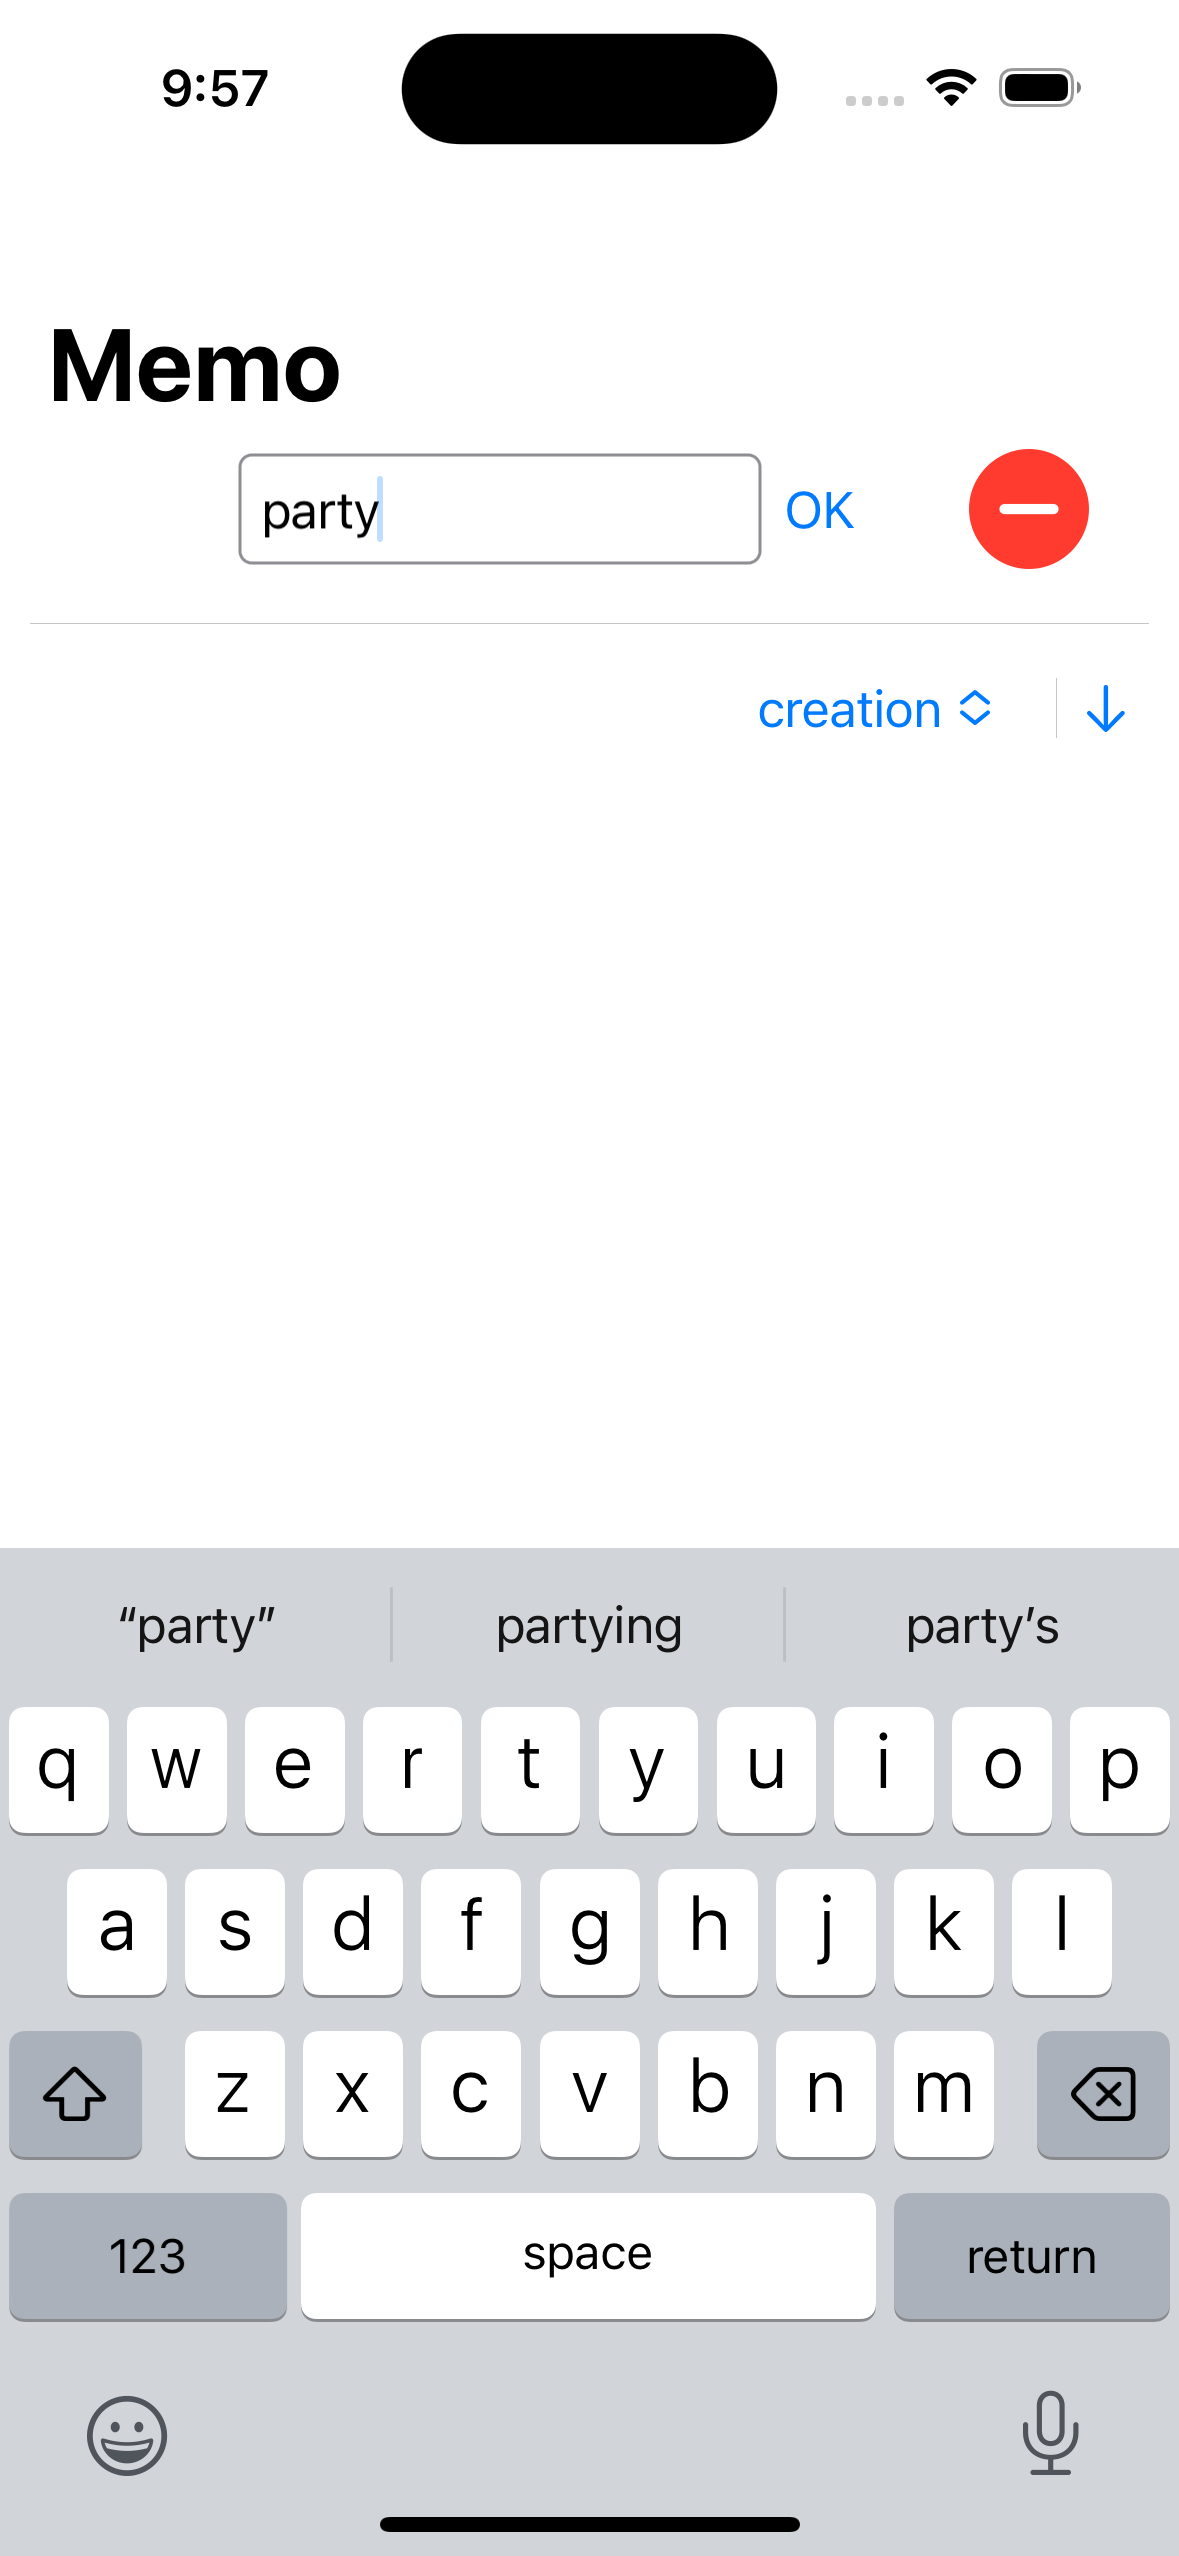 9:57
Memo
party
OK
creation
“party” partying party’s
q w e r t y u i o p
a s d f g h j k l
z x c v b n m
123 space return